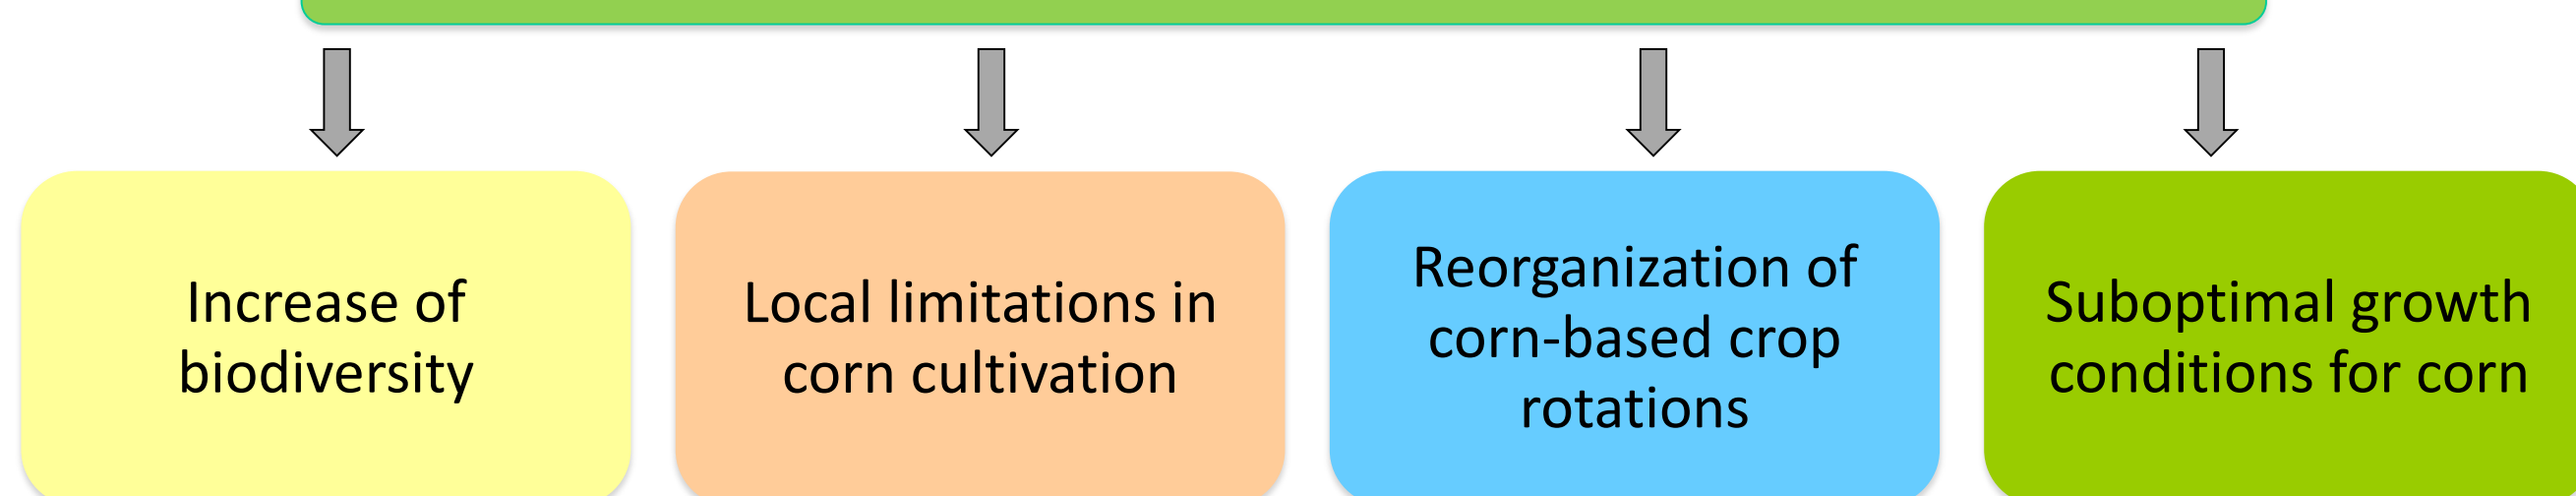 Increase of
biodiversity
Local limitations in
corn cultivation
Reorganization of
corn-based crop
rotations
Suboptimal growth
conditions for corn